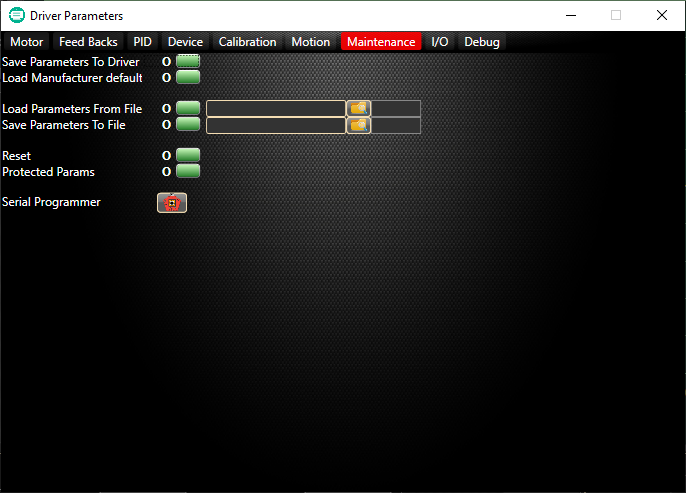 Driver Parameters
Motor Feed Backs PID Device Calibration Motion Maintenance I/O Debug
Save Parameters To Driver 0
Load Manufacturer default 0
Load Parameters From File 0
Save Parameters To File 0
Reset 0
Protected Params 0
Serial Programmer